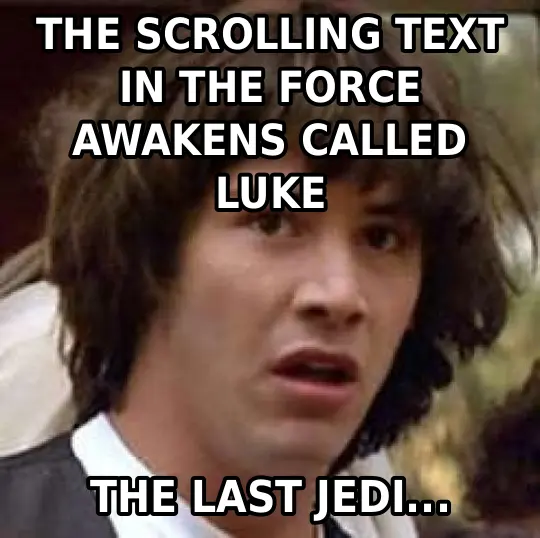 THE SCROLLING TEXT
IN THE FORCE
AWAKENS CALLED
LUKE
THE LAST JEDI...